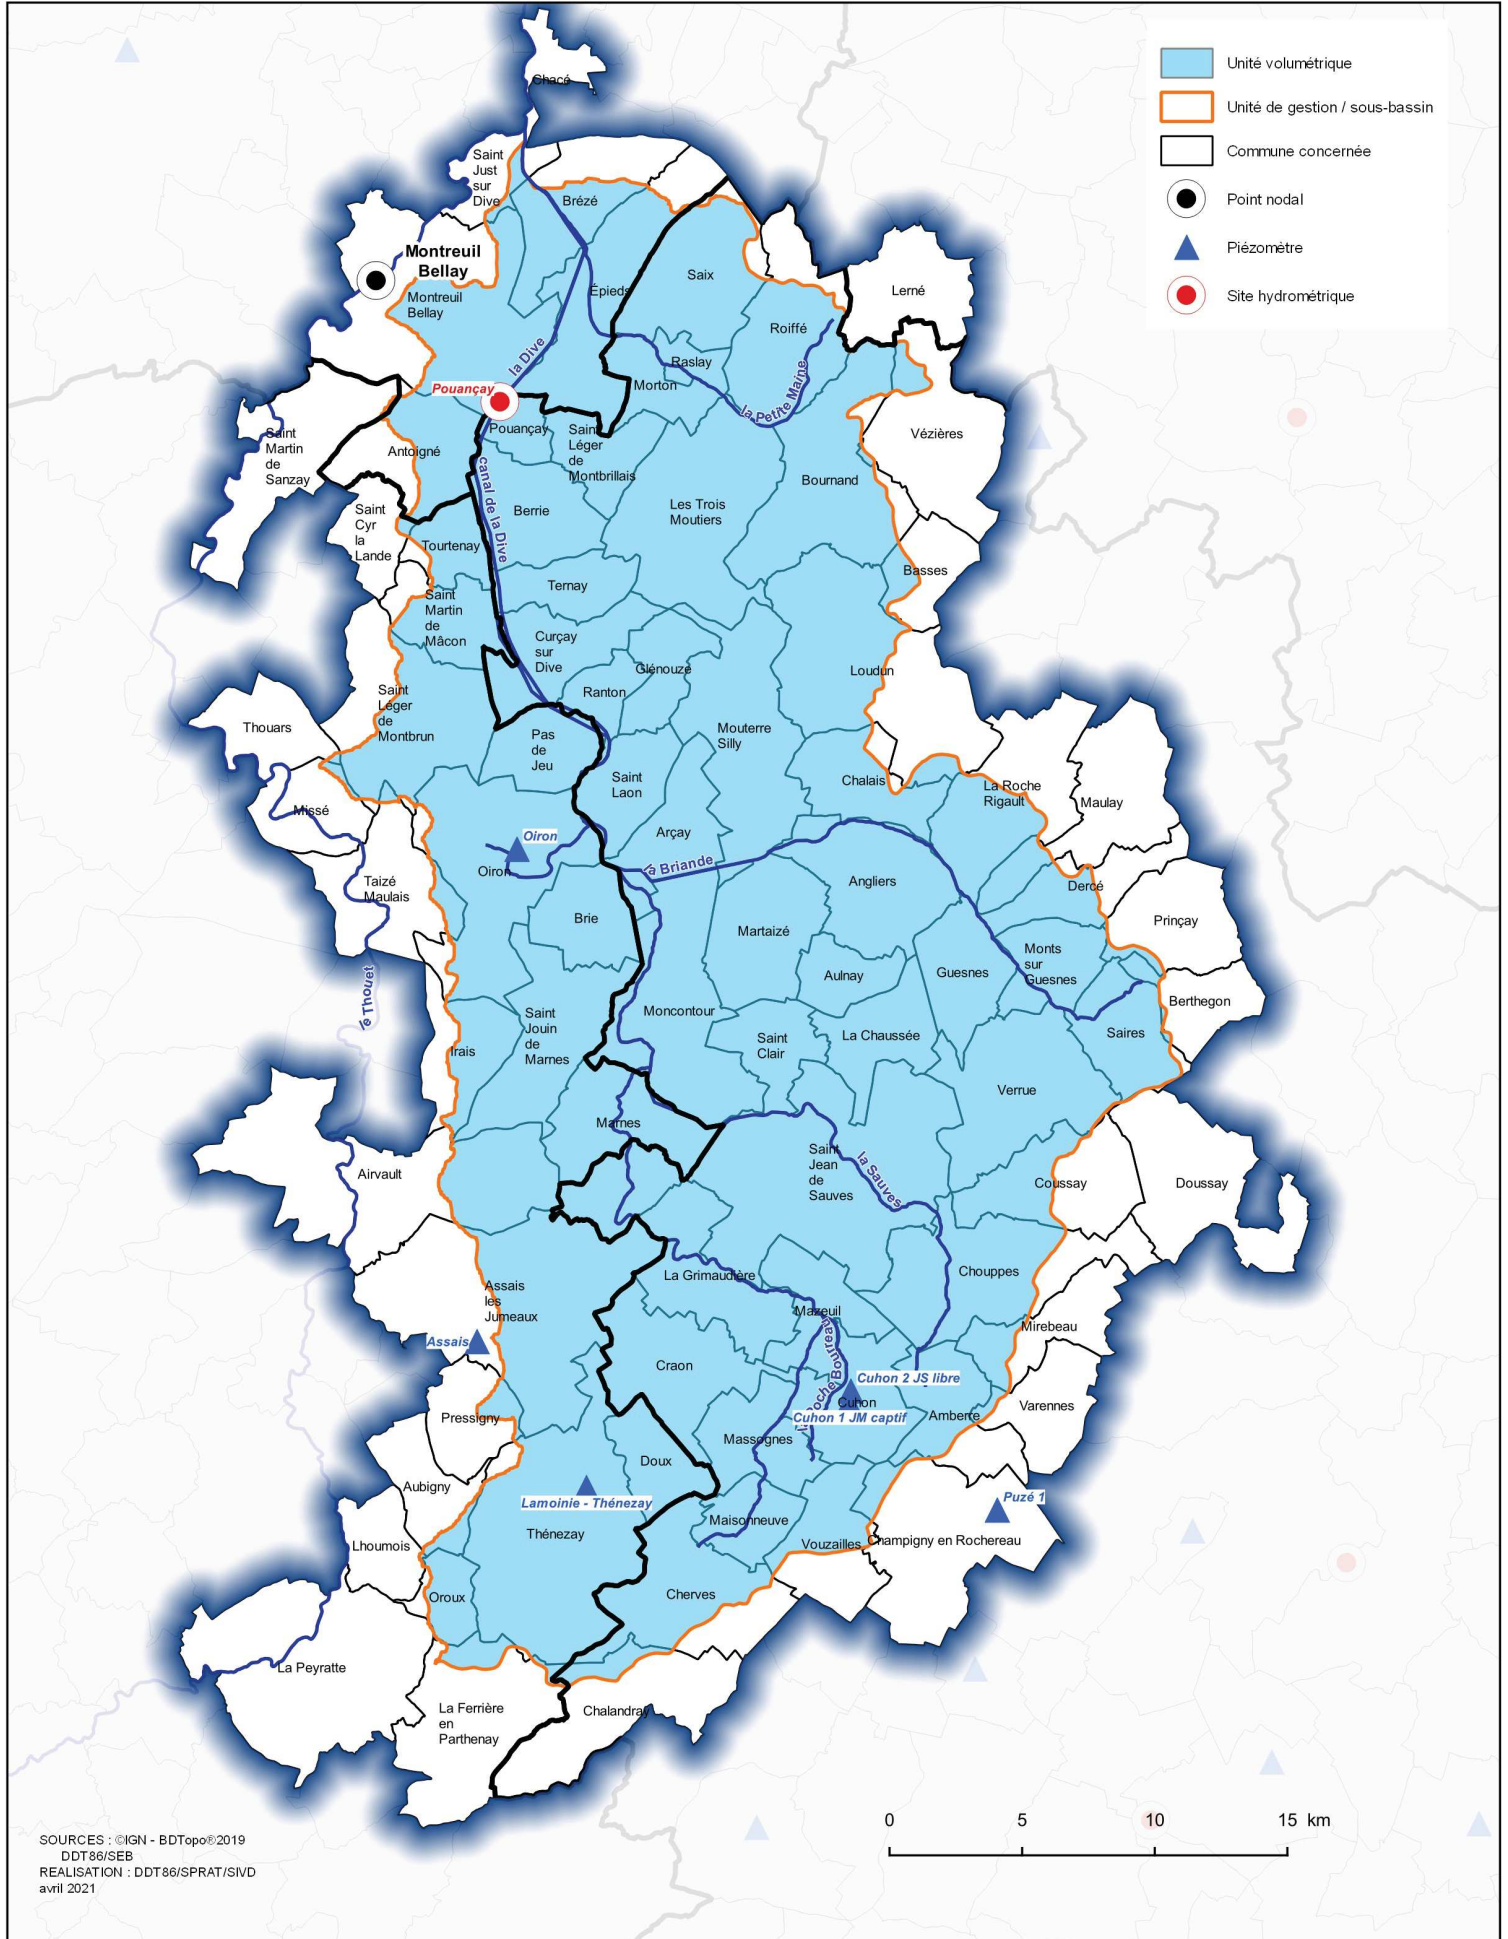 Unité volumétrique
Unité de gestion / sous-bassin
Commune concernée
Point nodal
Piézomètre
Site hydrométrique
Chacé
Saint
Just
sur
Dive
Brézé
Montreuil
Bellay
Montreuil
Bellay
Épieds
Saix
Lerné
Roiffé
la Dive
Raslay
Morton
la Petite Maine
Pouançay
Pouançay
Saint
Léger
de
Montbrillais
Saint
Martin
de
Sanzay
Antoigné
Vézières
Bournand
canal de la Dive
Berrie
Les Trois
Moutiers
Saint
Cyr
la
Lande
Tourtenay
Basses
Ternay
Saint
Martin
de
Mâcon
Curçay
sur
Dive
Glénouze
Loudun
Ranton
Saint
Léger
de
Montbrun
Thouars
Pas
de
Jeu
Mouterre
Silly
Saint
Laon
Chalais
La Roche
Rigault
Maulay
Missé
Oiron
Oiron
Arçay
la Briande
Angliers
Dercé
Taizé
Maulais
Brie
Martaizé
Prinçay
Monts
sur
Guesnes
Aulnay
Guesnes
le Thouet
Berthegon
Saint
Jouin
de
Marnes
Moncontour
Saint
Clair
La Chaussée
Saires
Irais
Verrue
Marnes
Airvault
Saint
Jean
de
Sauves
la Sauves
Coussay
Doussay
La Grimaudière
Chouppes
Assais
les
Jumeaux
Mazeuil
Mirebeau
Assais
Craon
la Roche Boureau
Cuhon 2 JS libre
Cuhon
Cuhon 1 JM captif
Amberre
Varennes
Pressigny
Massognes
Doux
Aubigny
Lamoinie - Thénezay
Puzé 1
Thénezay
Maisonneuve
Lhoumois
Vouzailles
Champigny en Rochereau
Oroux
Cherves
La Peyratte
La Ferrière
en
Parthenay
Chalandray
0 5 10 15 km
SOURCES : ©IGN - BDTopo®2019
DDT86/SEB
REALISATION : DDT86/SPRAT/SIVD
avril 2021